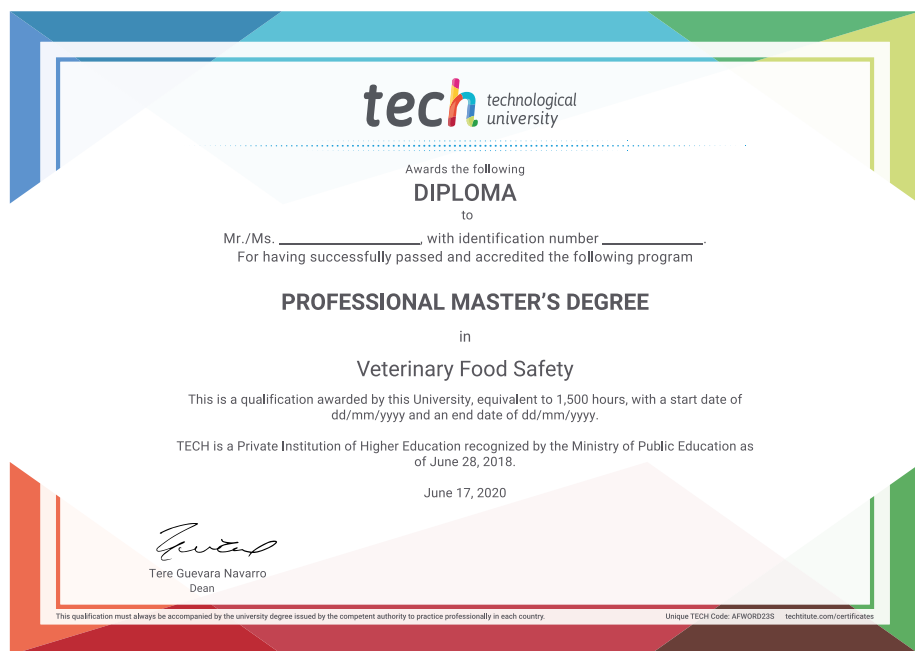 tech technological
university
Awards the following
DIPLOMA
to
Mr./Ms. ____________________, with identification number ______________.
For having successfully passed and accredited the following program
PROFESSIONAL MASTER'S DEGREE
in
Veterinary Food Safety
This is a qualification awarded by this University, equivalent to 1,500 hours, with a start date of
dd/mm/yyyy and an end date of dd/mm/yyyy.
TECH is a Private Institution of Higher Education recognized by the Ministry of Public Education as
of June 28, 2018.
June 17, 2020
Tere Guevara Navarro
Dean
This qualification must always be accompanied by the university degree issued by the competent authority to practice professionally in each country.
Unique TECH Code: AFWORD23S techtitute.com/certificates